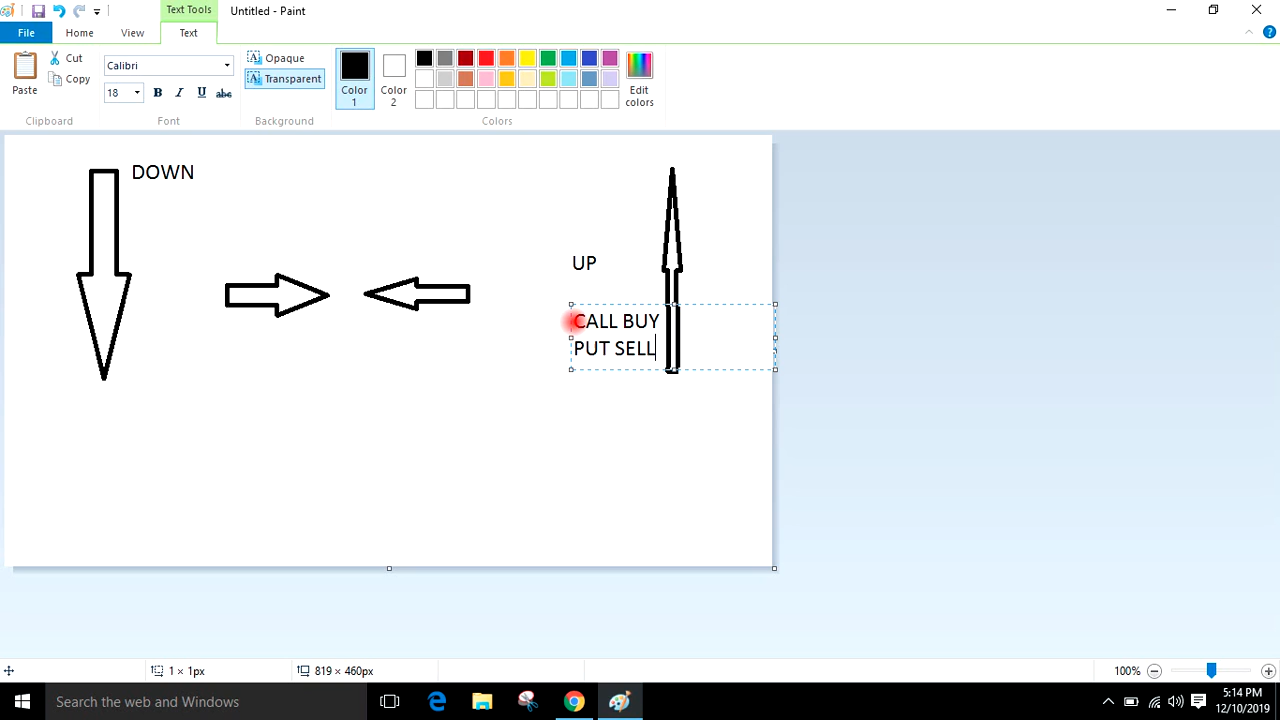 Text Tools
Untitled - Paint
File
Home
View
Text
Paste
Cut
Copy
Clipboard
Calibri
18
B I U abc
Font
Opaque
Transparent
Background
Color 1
Color 2
Edit colors
Colors
DOWN
UP
CALL BUY
PUT SELL
1 × 1px
819 × 460px
100%
Search the web and Windows
5:14 PM
12/10/2019